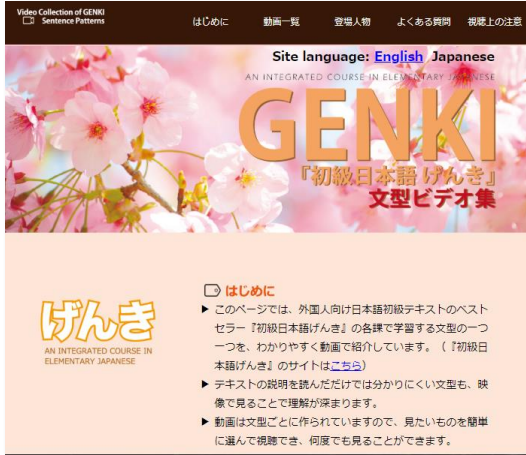 Video Collection of GENKI
Sentence Patterns
はじめに 動画一覧 登場人物 よくある質問 視聴上の注意
Site language: English Japanese
AN INTEGRATED COURSE IN ELEMENTARY JAPANESE
GENKI
『初級日本語 げんき』
文型ビデオ集
げんき
AN INTEGRATED COURSE IN
ELEMENTARY JAPANESE
はじめに
▶ このページでは、外国人向け日本語初級テキストのベスト
セラー『初級日本語げんき』の各課で学習する文型の一つ
一つを、わかりやすく動画で紹介しています。（『初級日
本語げんき』のサイトはこちら）
▶ テキストの説明を読んだだけでは分かりにくい文型も、映
像で見ることで理解が深まります。
▶ 動画は文型ごとに作られていますので、見たいものを簡単
に選んで視聴でき、何度でも見ることができます。